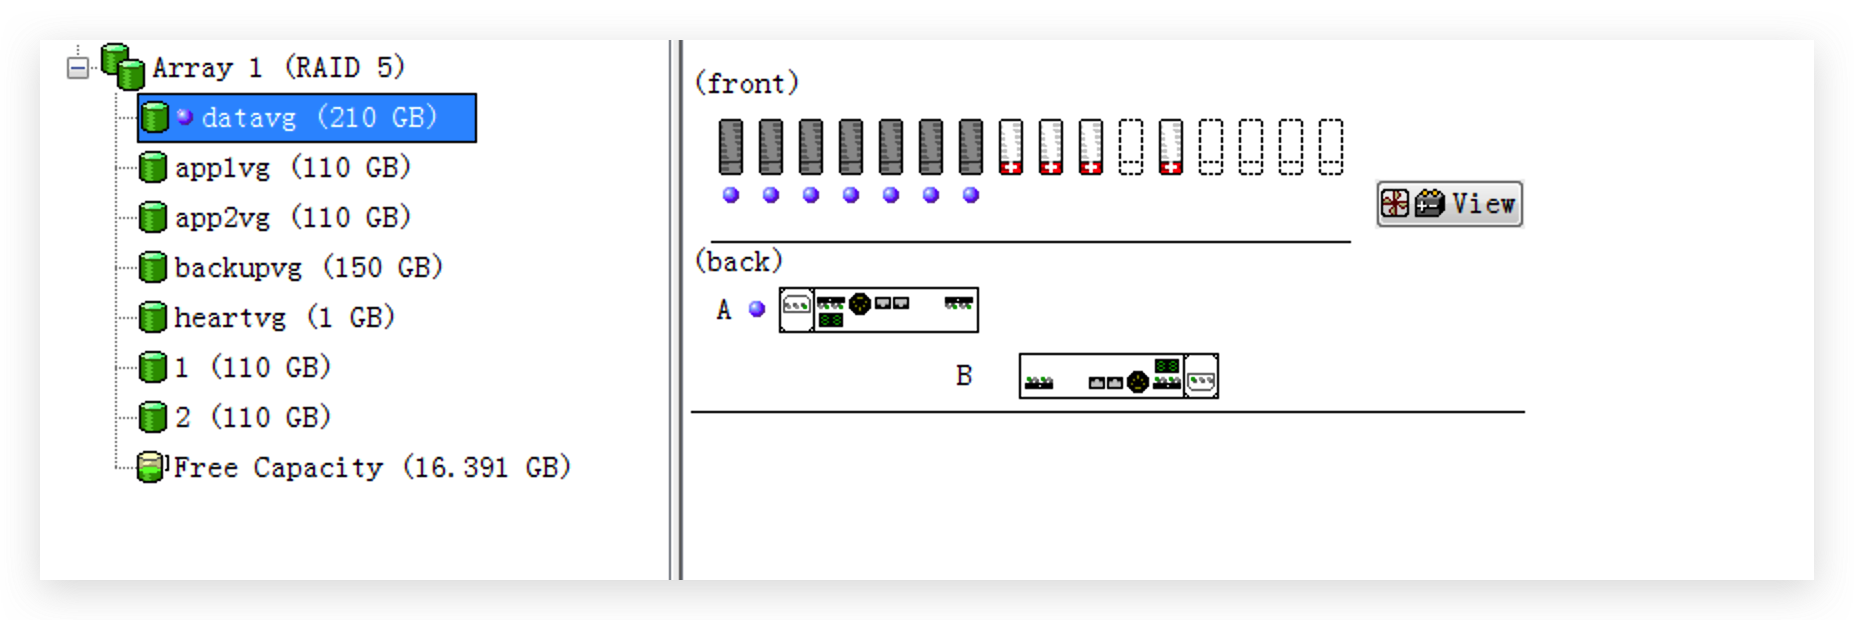 Array 1 (RAID 5)
datavg (210 GB)
app1vg (110 GB)
app2vg (110 GB)
backupvg (150 GB)
heartvg (1 GB)
1 (110 GB)
2 (110 GB)
Free Capacity (16.391 GB)
(front)
View
(back)
A
B